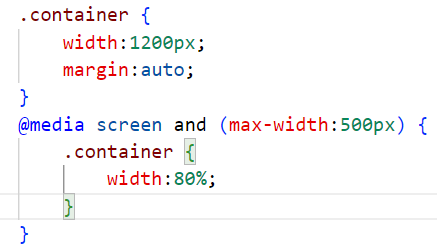 .container {
    width:1200px;
    margin:auto;
}
@media screen and (max-width:500px) {
    .container {
        width:80%;
    }
}